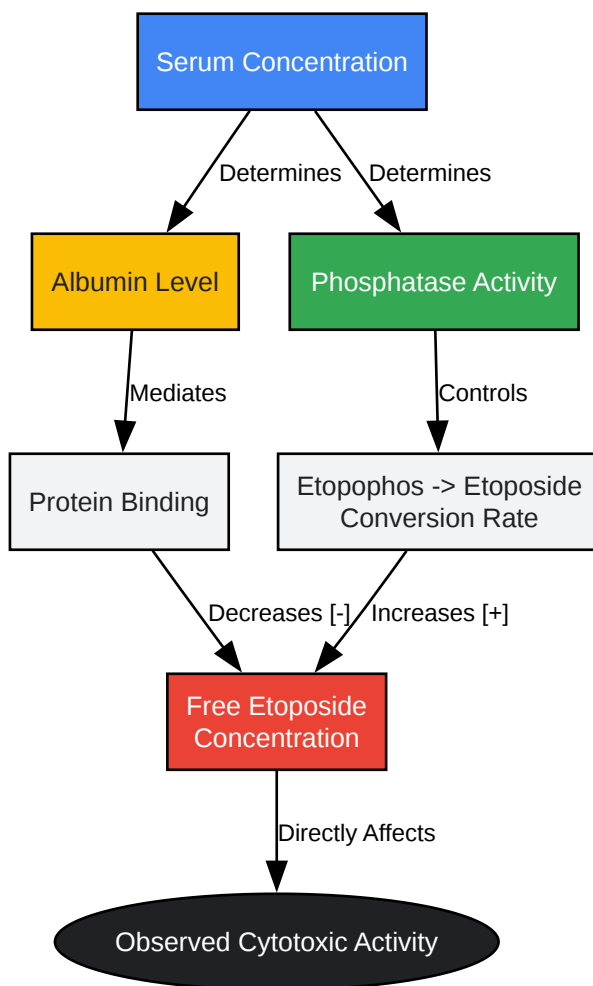 Serum Concentration
Determines
Determines
Albumin Level
Phosphatase Activity
Mediates
Controls
Protein Binding
Etopophos -> Etoposide
Conversion Rate
Decreases [-]
Increases [+]
Free Etoposide
Concentration
Directly Affects
Observed Cytotoxic Activity